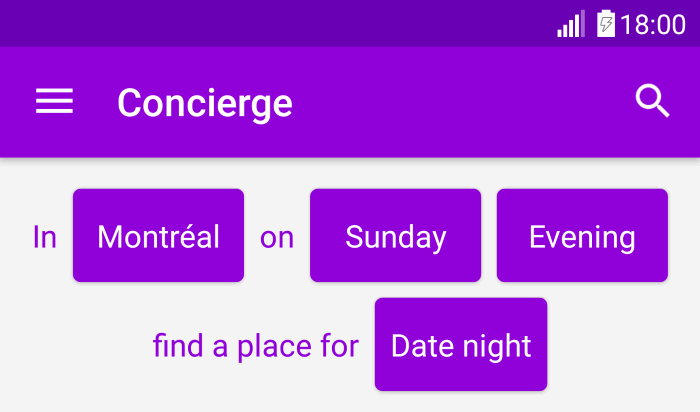 18:00
Concierge
In Montréal on Sunday Evening
find a place for Date night